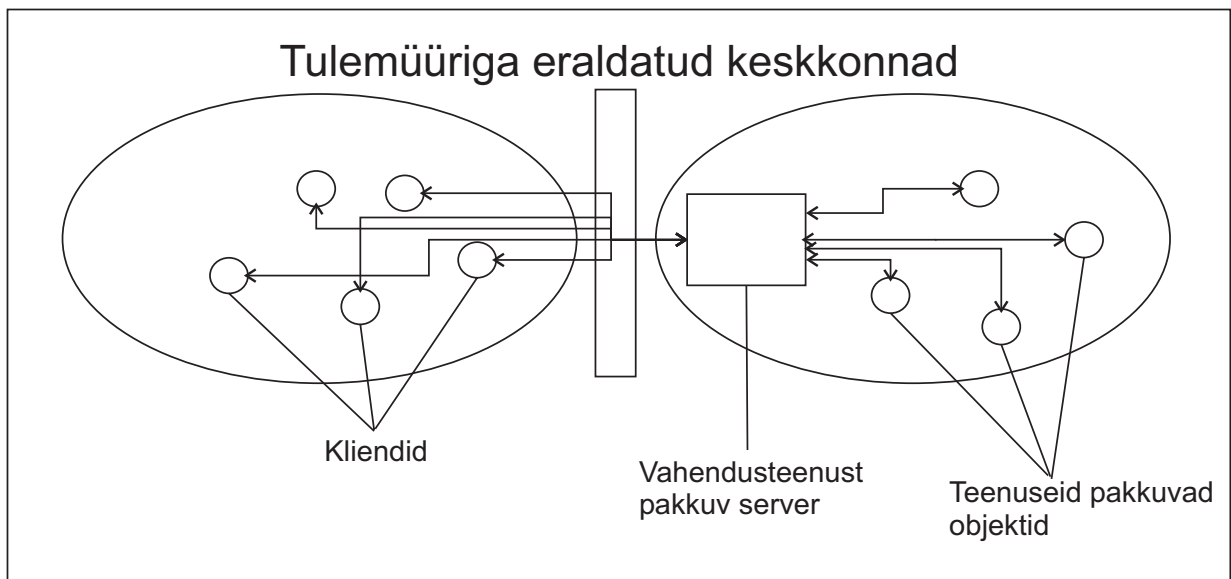 Tulemüüriga eraldatud keskkonnad
Kliendid
Vahendusteenust
pakkuv server
Teenuseid pakkuvad
objektid